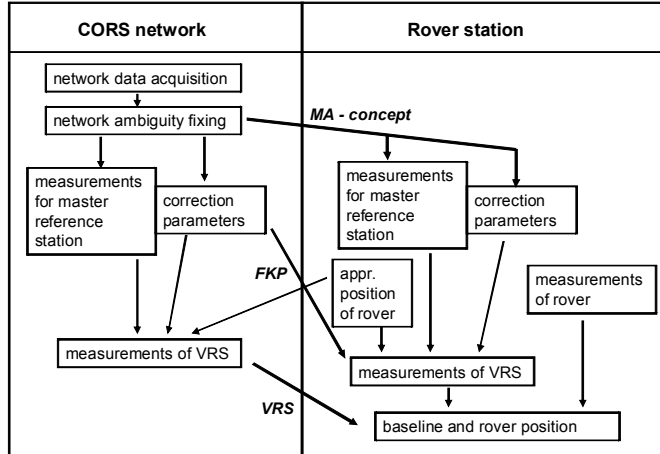 CORS network
Rover station
network data acquisition
network ambiguity fixing
MA - concept
measurements
for master
reference
station
correction
parameters
measurements
for master
reference
station
correction
parameters
FKP
appr.
position
of rover
measurements
of rover
measurements of VRS
measurements of VRS
VRS
baseline and rover position